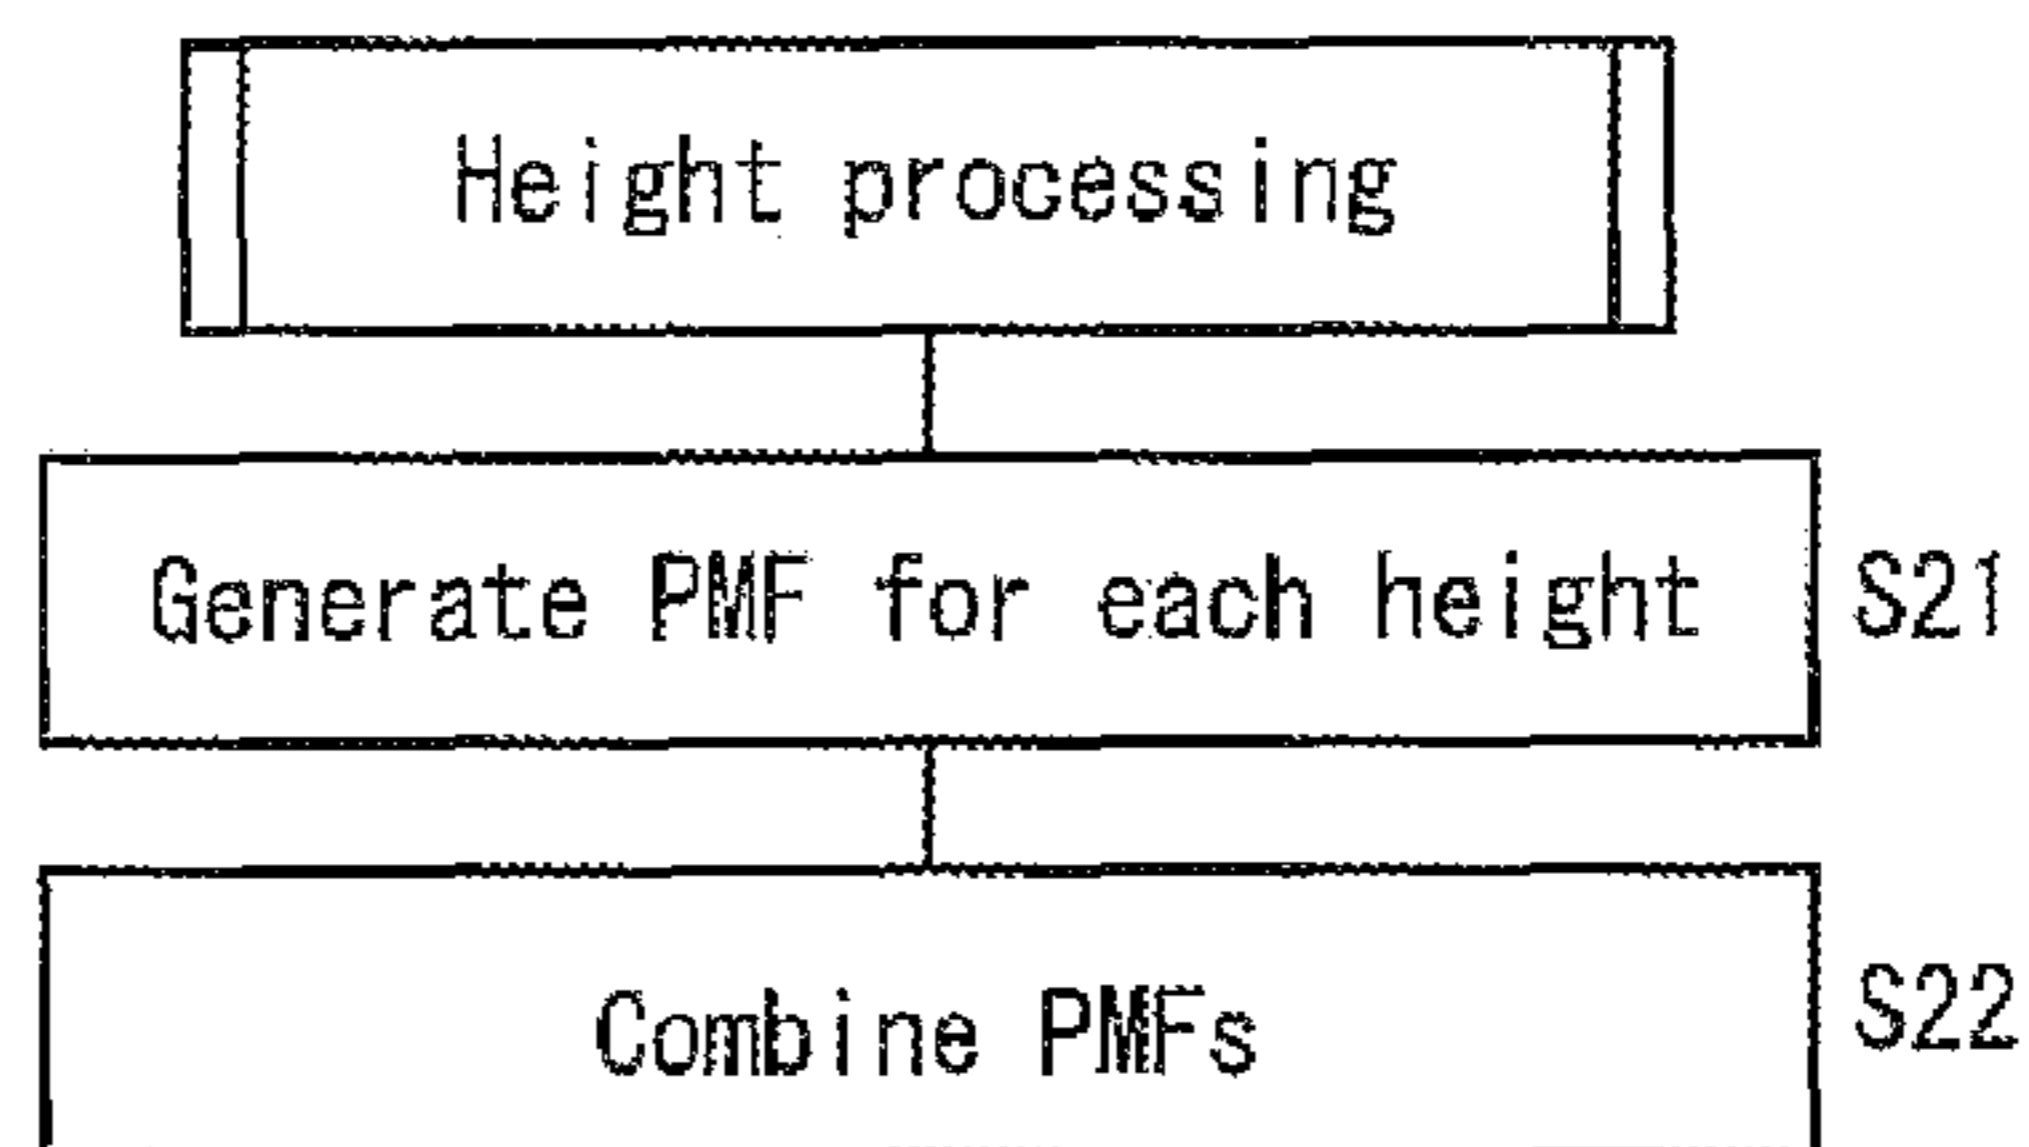 Height processing
Generate PMF for each height S21
Combine PMFs S22